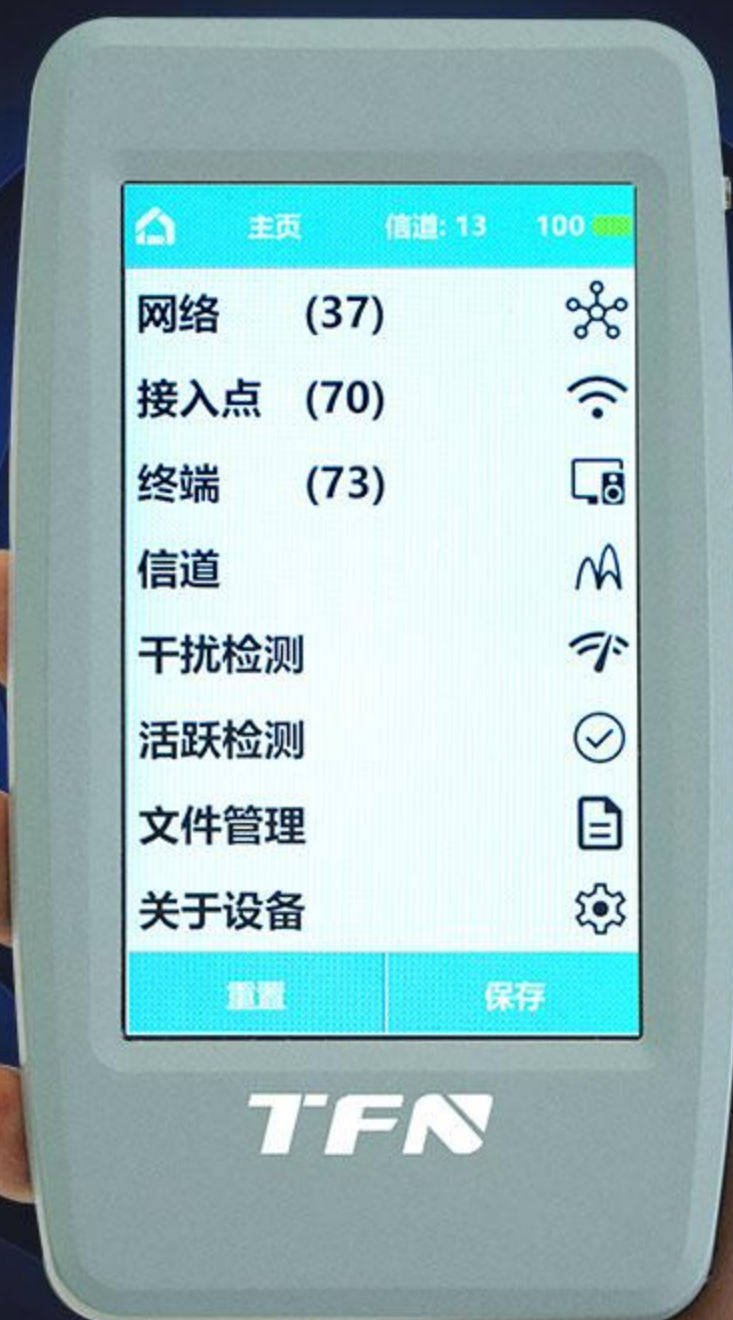 主页 信道: 13 100
网络 (37)
接入点 (70)
终端 (73)
信道
干扰检测
活跃检测
文件管理
关于设备
重置 保存
TFN